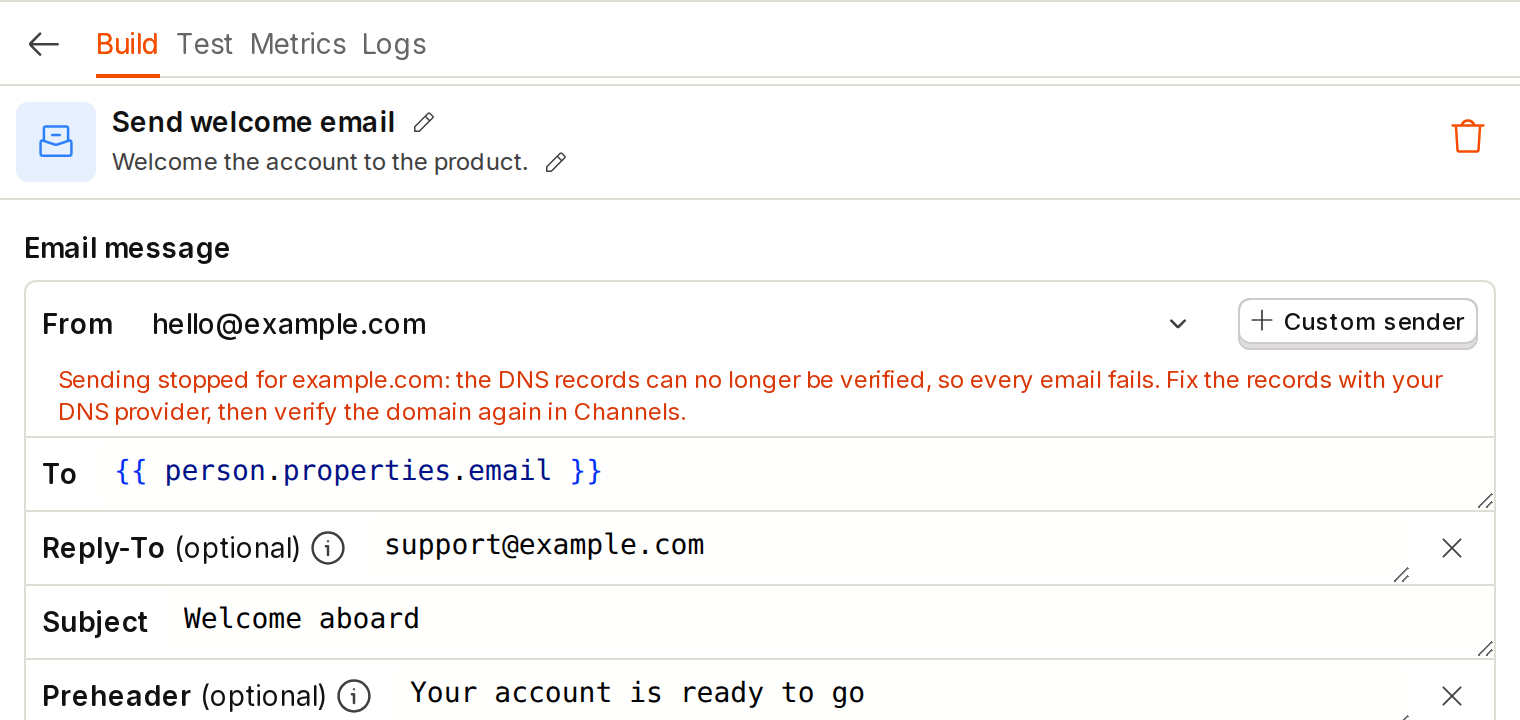 Build Test Metrics Logs
Send welcome email
Welcome the account to the product.
Email message
From hello@example.com Custom sender
Sending stopped for example.com: the DNS records can no longer be verified, so every email fails. Fix the records with your
DNS provider, then verify the domain again in Channels.
To {{ person.properties.email }}
Reply-To (optional) support@example.com
Subject Welcome aboard
Preheader (optional) Your account is ready to go